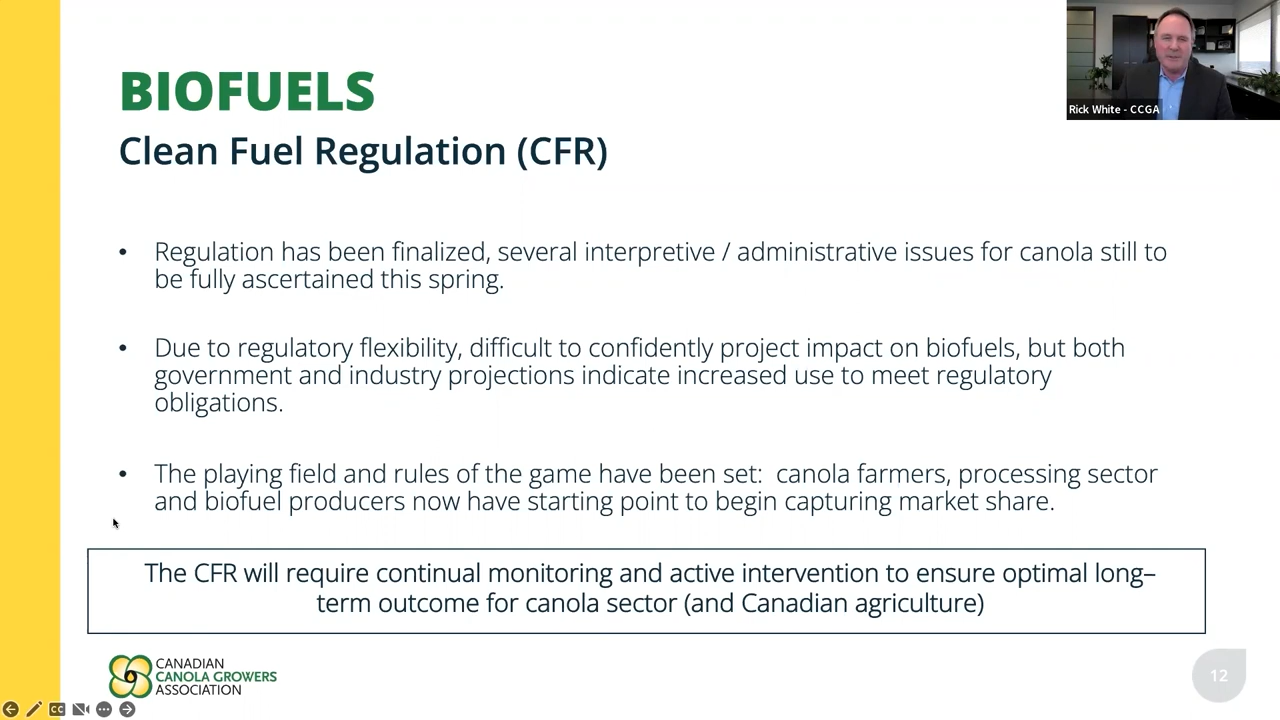 BIOFUELS
Clean Fuel Regulation (CFR)
Rick White - CCGA
• Regulation has been finalized, several interpretive / administrative issues for canola still to
be fully ascertained this spring.
• Due to regulatory flexibility, difficult to confidently project impact on biofuels, but both
government and industry projections indicate increased use to meet regulatory
obligations.
• The playing field and rules of the game have been set:  canola farmers, processing sector
and biofuel producers now have starting point to begin capturing market share.
The CFR will require continual monitoring and active intervention to ensure optimal long–
term outcome for canola sector (and Canadian agriculture)
CANADIAN
CANOLA GROWERS
ASSOCIATION
12
CC